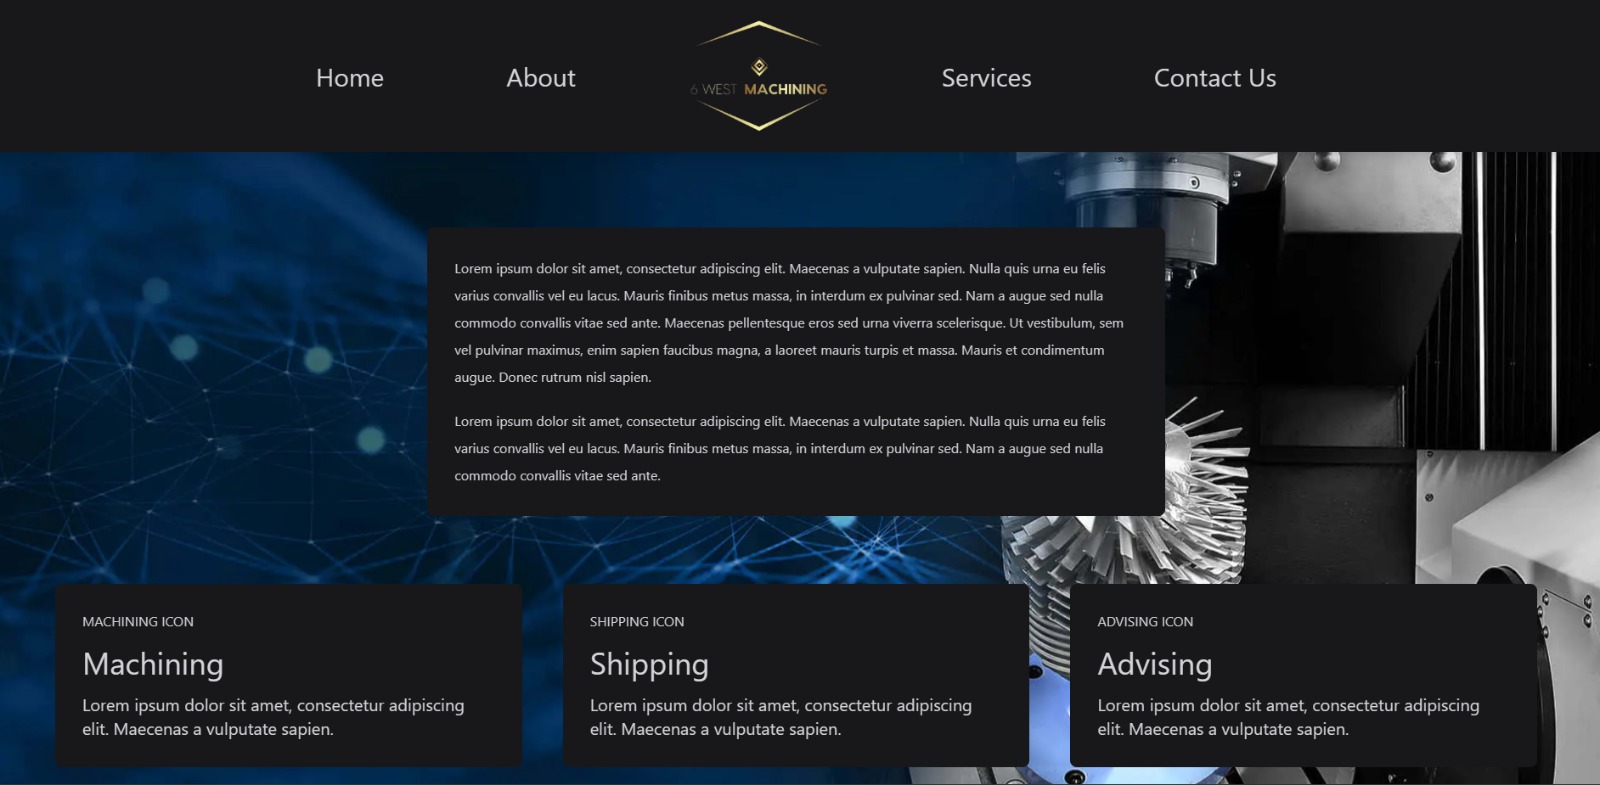 Home
About
6 WEST MACHINING
Services
Contact Us
Lorem ipsum dolor sit amet, consectetur adipiscing elit. Maecenas a vulputate sapien. Nulla quis urna eu felis
varius convallis vel eu lacus. Mauris finibus metus massa, in interdum ex pulvinar sed. Nam a augue sed nulla
commodo convallis vitae sed ante. Maecenas pellentesque eros sed urna viverra scelerisque. Ut vestibulum, sem
vel pulvinar maximus, enim sapien faucibus magna, a laoreet mauris turpis et massa. Mauris et condimentum
augue. Donec rutrum nisl sapien.
Lorem ipsum dolor sit amet, consectetur adipiscing elit. Maecenas a vulputate sapien. Nulla quis urna eu felis
varius convallis vel eu lacus. Mauris finibus metus massa, in interdum ex pulvinar sed. Nam a augue sed nulla
commodo convallis vitae sed ante.
MACHINING ICON
Machining
Lorem ipsum dolor sit amet, consectetur adipiscing
elit. Maecenas a vulputate sapien.
SHIPPING ICON
Shipping
Lorem ipsum dolor sit amet, consectetur adipiscing
elit. Maecenas a vulputate sapien.
ADVISING ICON
Advising
Lorem ipsum dolor sit amet, consectetur adipiscing
elit. Maecenas a vulputate sapien.